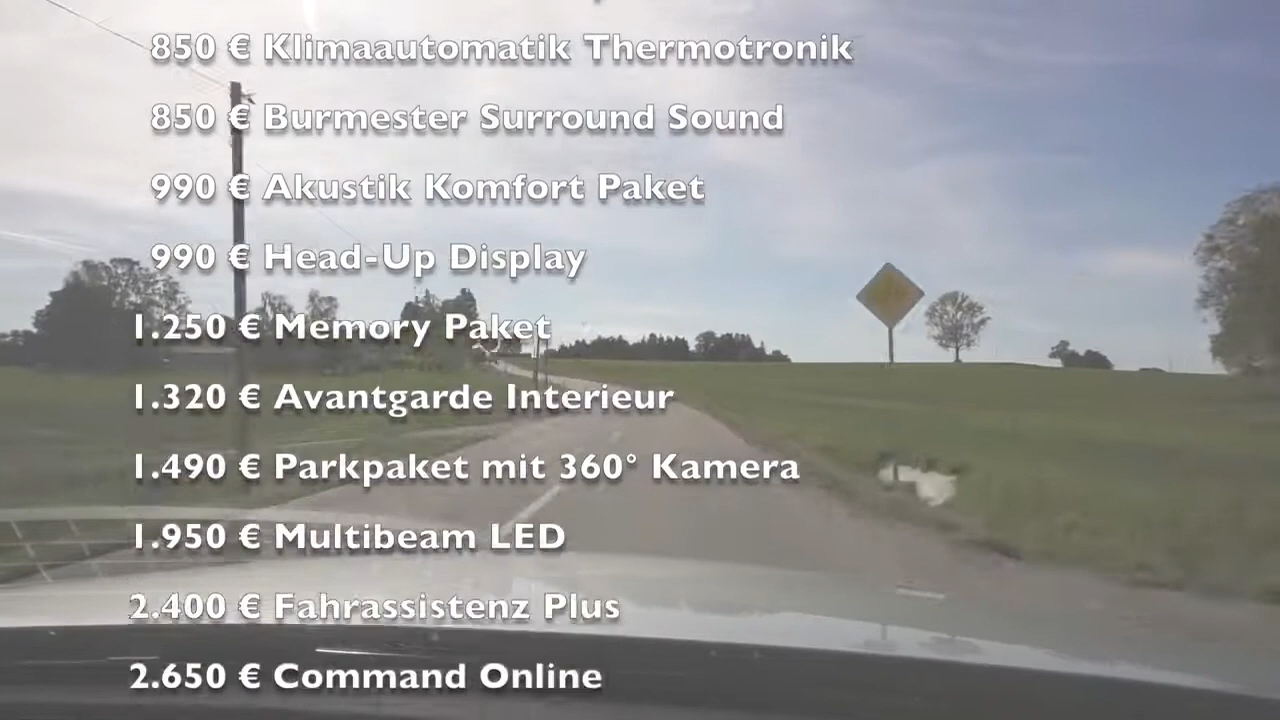 850 € Klimaautomatik Thermotronik
850 € Burmester Surround Sound
990 € Akustik Komfort Paket
990 € Head-Up Display
1.250 € Memory Paket
1.320 € Avantgarde Interieur
1.490 € Parkpaket mit 360° Kamera
1.950 € Multibeam LED
2.400 € Fahrassistenz Plus
2.650 € Command Online